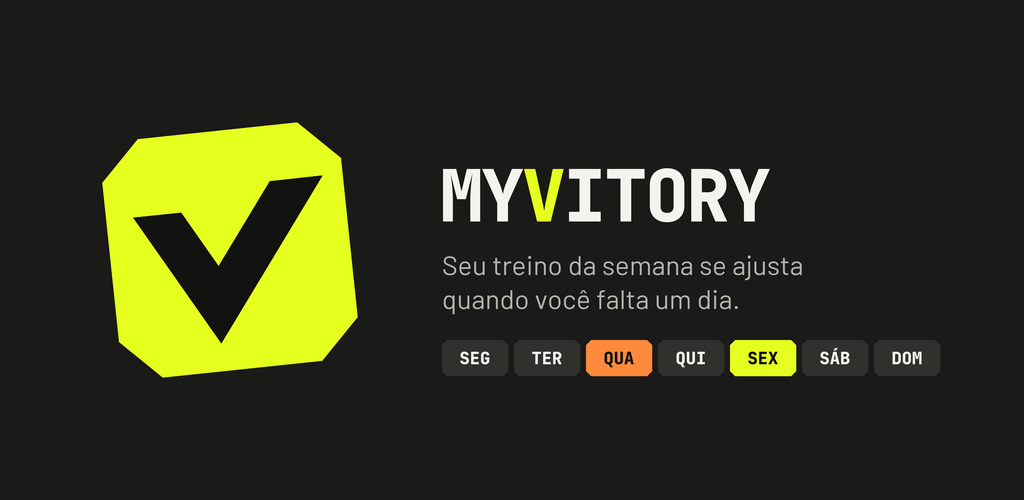 MYVITORY
Seu treino da semana se ajusta
quando você falta um dia.
SEG TER QUA QUI SEX SÁB DOM